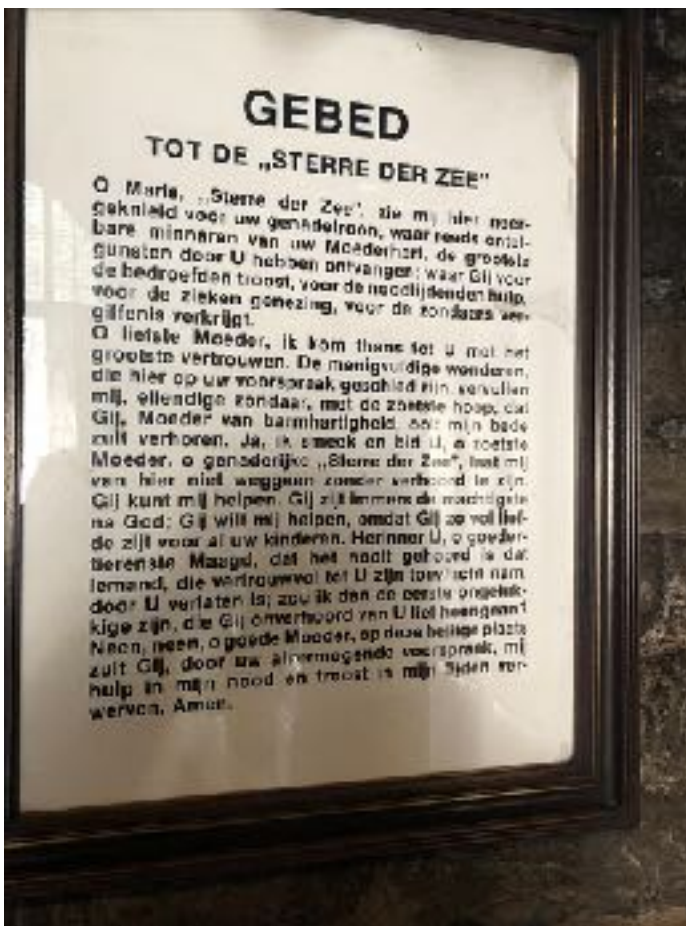 GEBED
TOT DE „STERRE DER ZEE"
O Maria, „Sterre der Zee", zie mij hier neer-
geknield voor uw genadetroon, waar reeds ontel-
bare minnaren van uw Moederhart, de grootste
gunsten door U hebben ontvangen; waar Gij voor
de bedroefden troost, voor de noodlijdenden hulp,
voor de zieken genezing, voor de zondaars ver-
giffenis verkrijgt.
O liefste Moeder, ik kom thans tot U met het
grootste vertrouwen. De menigvuldige wonderen,
die hier op uw voorspraak geschied zijn, vervullen
mij, ellendige zondaar, met de zoetste hoop, dat
Gij, Moeder van barmhartigheid, ook mijn bede
zult verhoren. Ja, ik smeek en bid U, o zoetste
Moeder, o genaderijke „Sterre der Zee", laat mij
van hier niet weggaan zonder verhoord te zijn.
Gij kunt mij helpen, Gij zijt immers de machtigste
na God; Gij wilt mij helpen, omdat Gij zo vol lief-
de zijt voor al uw kinderen. Herinner U, o goeder-
tierenste Maagd, dat het nooit gehoord is dat
iemand, die vertrouwvol tot U zijn toevlucht nam,
door U verlaten is; zou ik dan de eerste ongeluk-
kige zijn, die Gij onverhoord van U liet heengaan?
Neen, neen, o goede Moeder, op deze heilige plaats
zult Gij, door uw alvermogende voorspraak, mij
hulp in mijn nood en troost in mijn lijden ver-
werven. Amen.